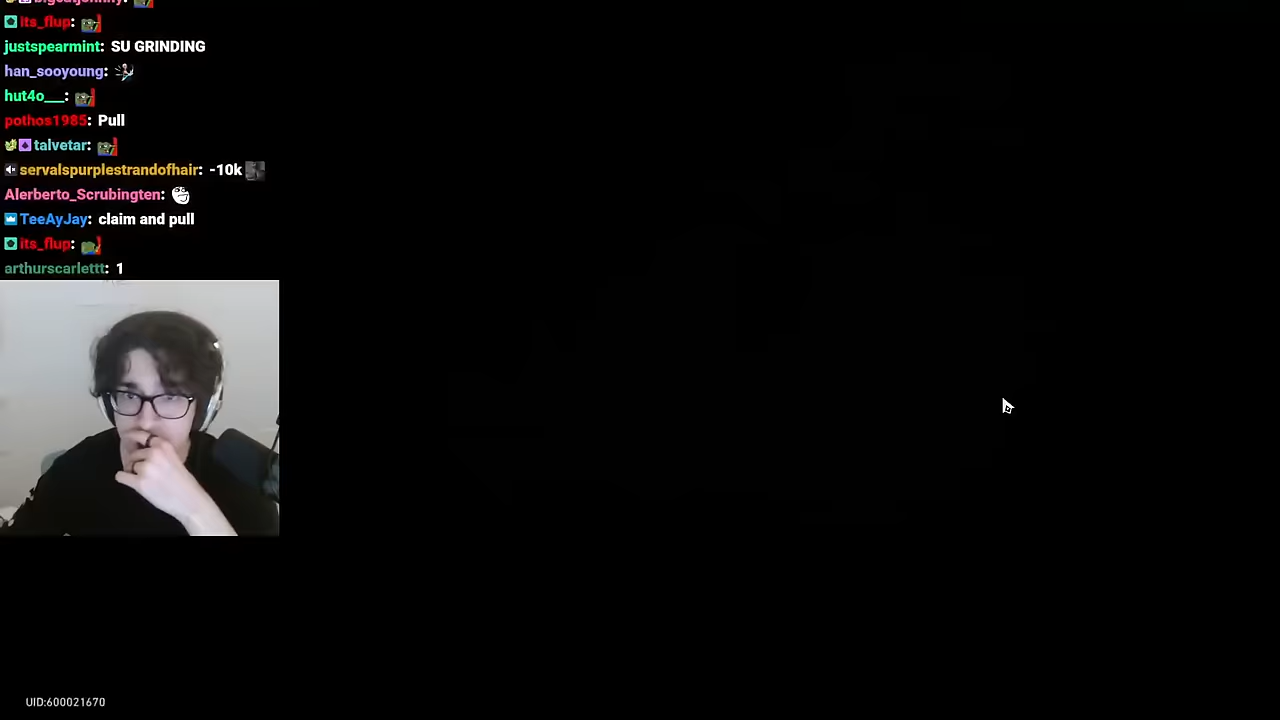 its_flup:
justspearmint: SU GRINDING
han_sooyoung:
hut4o___:
pothos1985: Pull
talvetar:
servalspurplestrandofhair: -10k
Alerberto_Scrubingten:
TeeAyJay: claim and pull
its_flup:
arthurscarlettt: 1
UID:600021670